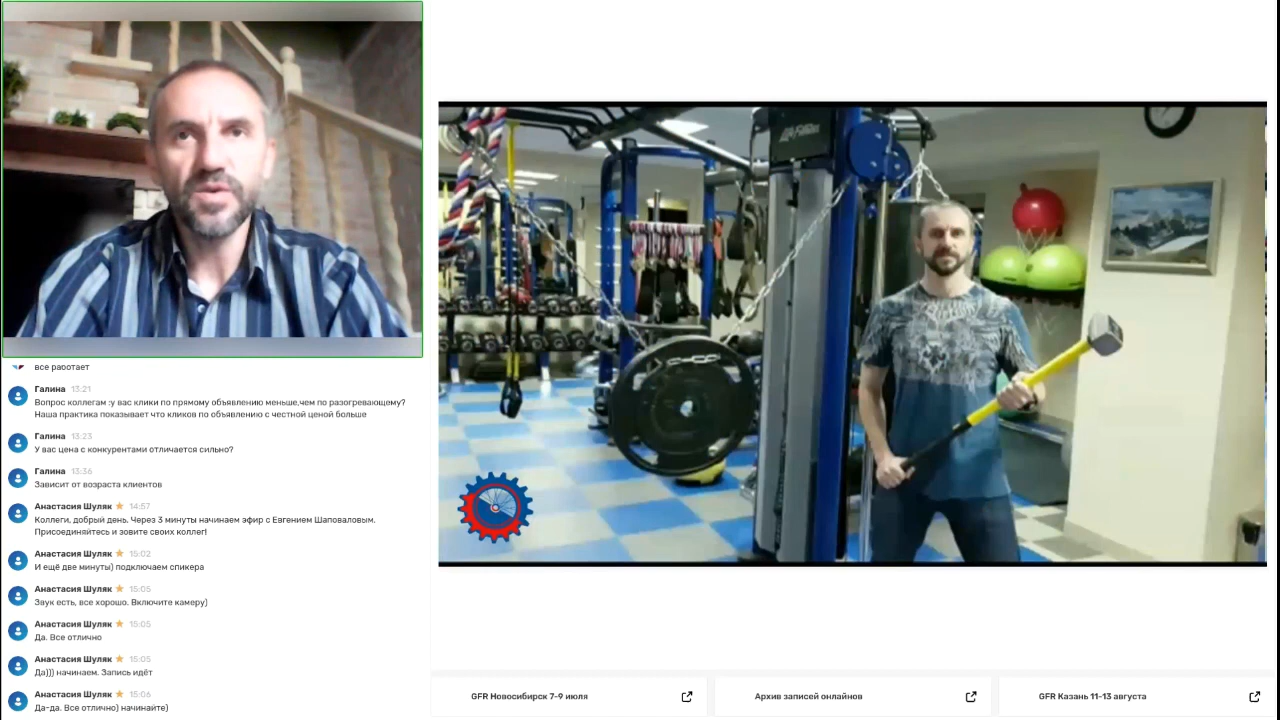 все работает
Галина 13:21
Вопрос коллегам :у вас клики по прямому объявлению меньше,чем по разогревающему?
Наша практика показывает что кликов по объявлению с честной ценой больше
Галина 13:23
У вас цена с конкурентами отличается сильно?
Галина 13:36
Зависит от возраста клиентов
Анастасия Шуляк 14:57
Коллеги, добрый день. Через 3 минуты начинаем эфир с Евгением Шаповаловым.
Присоединяйтесь и зовите своих коллег!
Анастасия Шуляк 15:02
И ещё две минуты) подключаем спикера
Анастасия Шуляк 15:05
Звук есть, все хорошо. Включите камеру)
Анастасия Шуляк 15:05
Да. Все отлично
Анастасия Шуляк 15:05
Да))) начинаем. Запись идёт
Анастасия Шуляк 15:06
Да-да. Все отлично) начинайте)
GFR Новосибирск 7-9 июля
Архив записей онлайнов
GFR Казань 11-13 августа